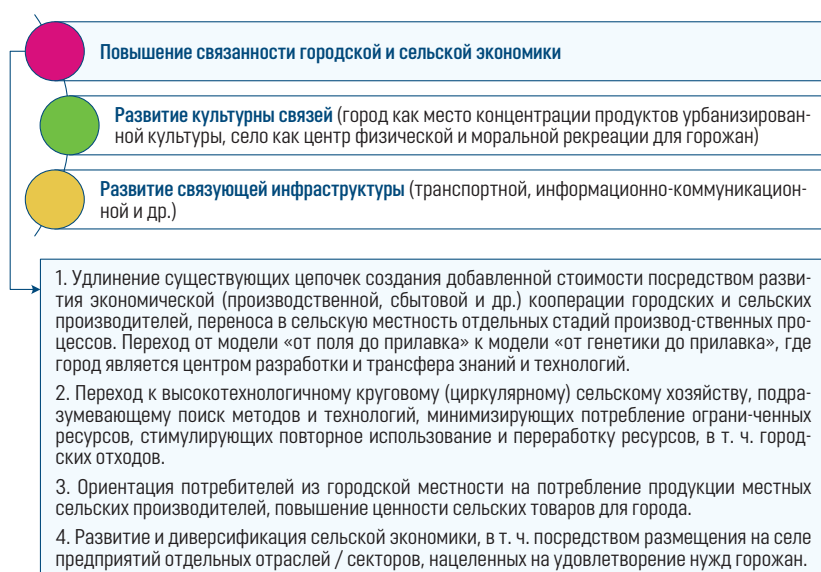 Повышение связанности городской и сельской экономики
Развитие культурны связей (город как место концентрации продуктов урбанизирован-
ной культуры, село как центр физической и моральной рекреации для горожан)
Развитие связующей инфраструктуры (транспортной, информационно-коммуникацион-
ной и др.)
1. Удлинение существующих цепочек создания добавленной стоимости посредством разви-
тия экономической (производственной, сбытовой и др.) кооперации городских и сельских
производителей, переноса в сельскую местность отдельных стадий производ-ственных про-
цессов. Переход от модели «от поля до прилавка» к модели «от генетики до прилавка», где
город является центром разработки и трансфера знаний и технологий.
2. Переход к высокотехнологичному круговому (циркулярному) сельскому хозяйству, подра-
зумевающему поиск методов и технологий, минимизирующих потребление ограни-ченных
ресурсов, стимулирующих повторное использование и переработку ресурсов, в т. ч. город-
ских отходов.
3. Ориентация потребителей из городской местности на потребление продукции местных
сельских производителей, повышение ценности сельских товаров для города.
4. Развитие и диверсификация сельской экономики, в т. ч. посредством размещения на селе
предприятий отдельных отраслей / секторов, нацеленных на удовлетворение нужд горожан.